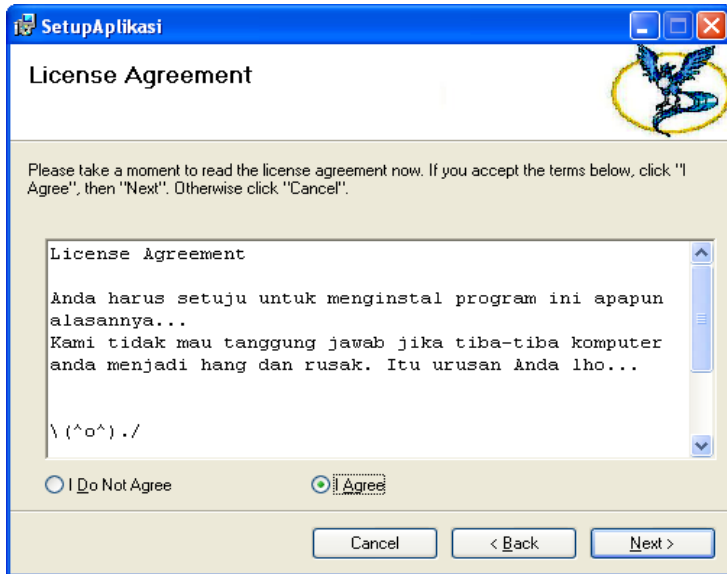 SetupAplikasi
License Agreement
Please take a moment to read the license agreement now. If you accept the terms below, click "I
Agree", then "Next". Otherwise click "Cancel".
License Agreement
Anda harus setuju untuk menginstal program ini apapun
alasannya...
Kami tidak mau tanggung jawab jika tiba-tiba komputer
anda menjadi hang dan rusak. Itu urusan Anda lho...
\(^o^)./
I Do Not Agree
I Agree
Cancel
< Back
Next >